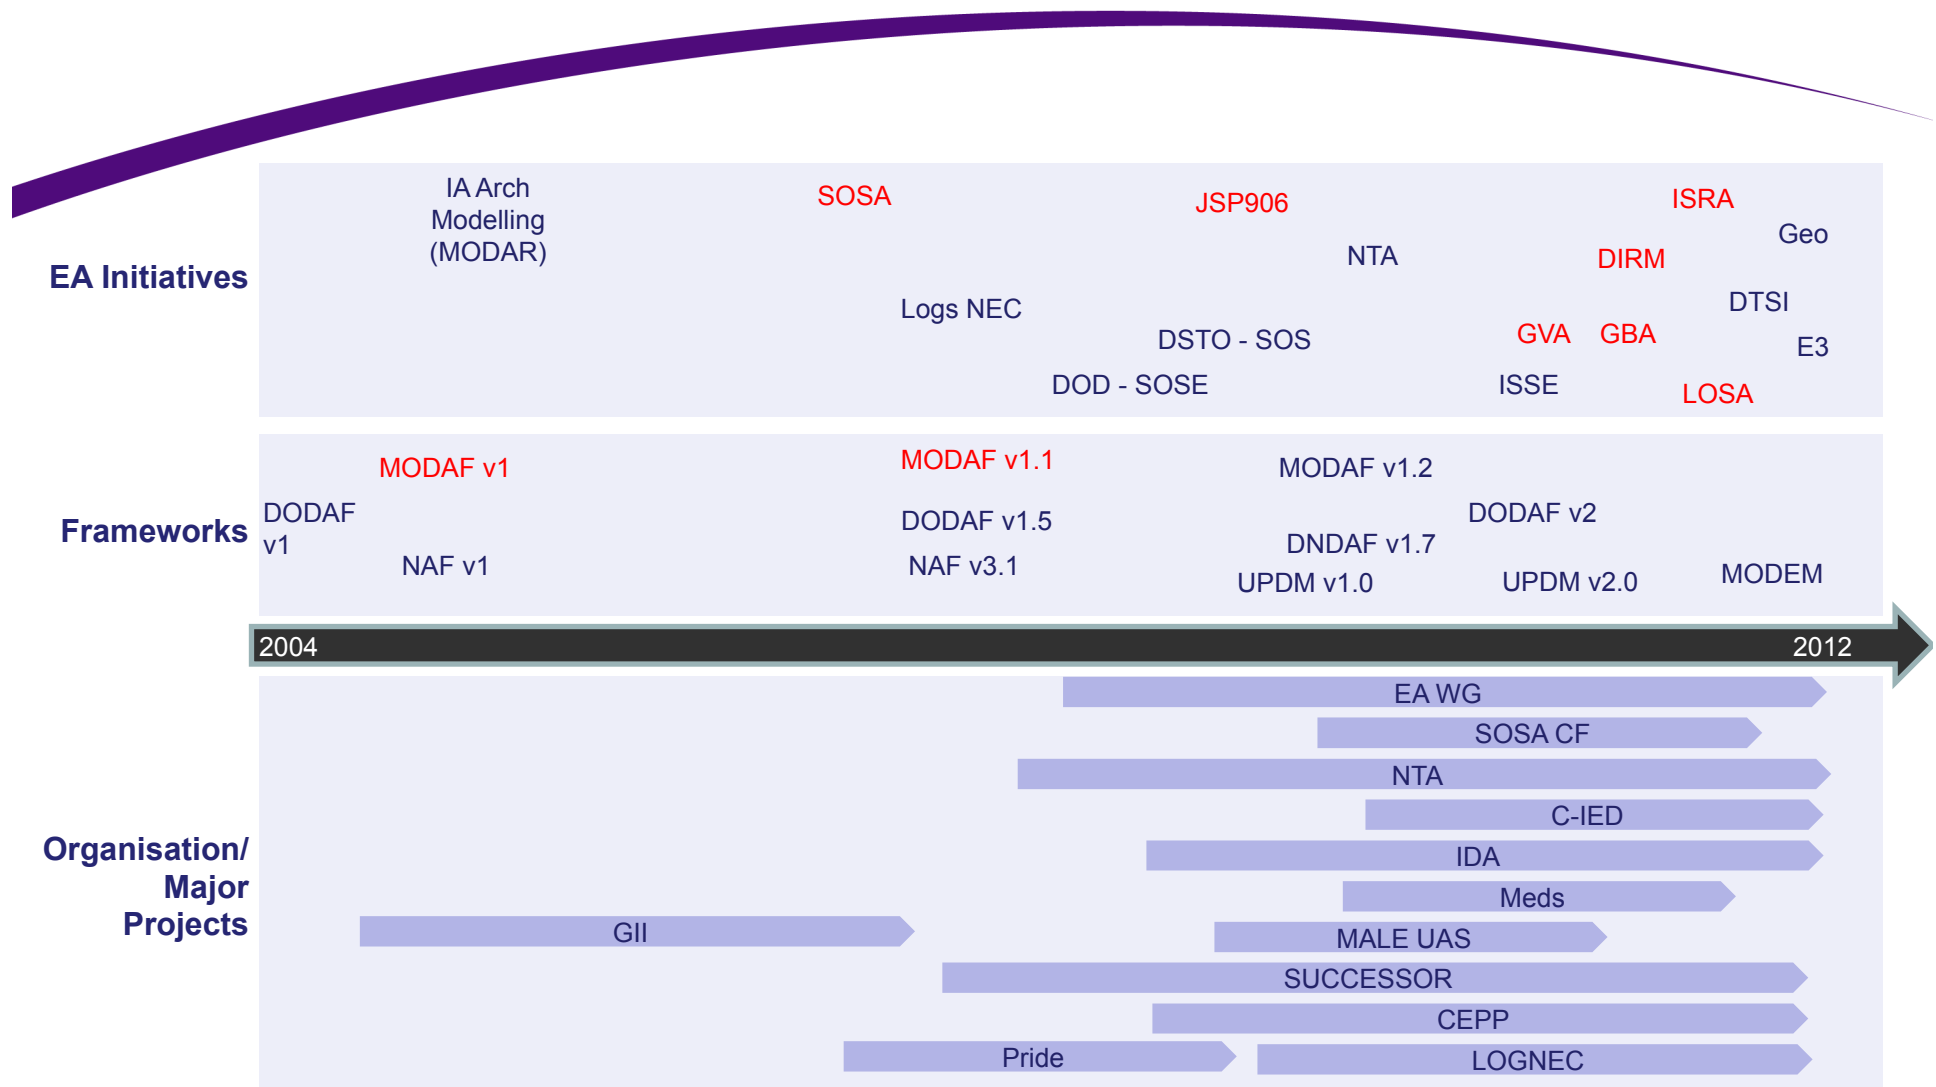 IA Arch
Modelling
(MODAR)
SOSA
JSP906
ISRA
Geo
NTA
DIRM
EA Initiatives
Logs NEC
DTSI
DSTO - SOS
GVA
GBA
E3
DOD - SOSE
ISSE
LOSA
MODAF v1
MODAF v1.1
MODAF v1.2
DODAF
v1
DODAF v1.5
DODAF v2
Frameworks
DNDAF v1.7
NAF v1
NAF v3.1
UPDM v1.0
UPDM v2.0
MODEM
2004
2012
EA WG
SOSA CF
NTA
C-IED
Organisation/
Major
Projects
IDA
Meds
GII
MALE UAS
SUCCESSOR
CEPP
Pride
LOGNEC